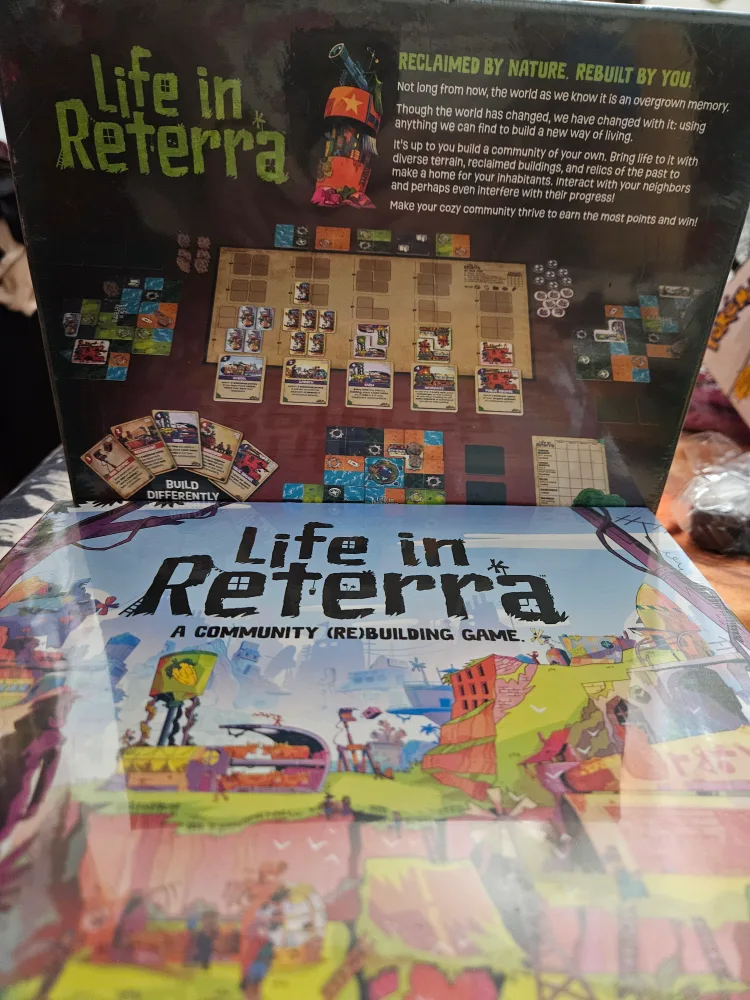 Life in
Reterra
RECLAIMED BY NATURE. REBUILT BY YOU.
Not long from now, the world as we know it is an overgrown memory.
Though the world has changed, we have changed with it: using
anything we can find to build a new way of living.
It's up to you build a community of your own. Bring life to it with
diverse terrain, reclaimed buildings, and relics of the past to
make a home for your inhabitants. Interact with your neighbors
and perhaps even interfere with their progress!
Make your cozy community thrive to earn the most points and win!
BUILD
DIFFERENTLY
Life in
Reterra
A COMMUNITY (RE)BUILDING GAME.